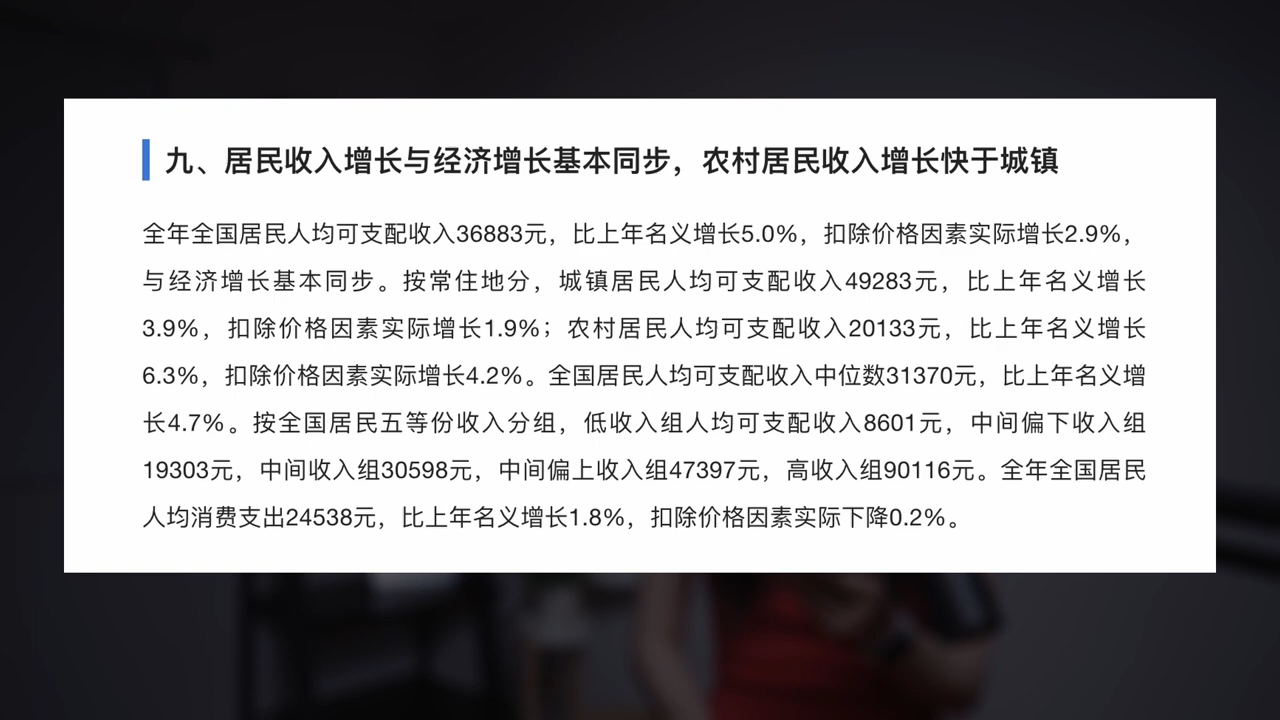 九、居民收入增长与经济增长基本同步，农村居民收入增长快于城镇
全年全国居民人均可支配收入36883元，比上年名义增长5.0%，扣除价格因素实际增长2.9%，
与经济增长基本同步。按常住地分，城镇居民人均可支配收入49283元，比上年名义增长
3.9%，扣除价格因素实际增长1.9%；农村居民人均可支配收入20133元，比上年名义增长
6.3%，扣除价格因素实际增长4.2%。全国居民人均可支配收入中位数31370元，比上年名义增
长4.7%。按全国居民五等份收入分组，低收入组人均可支配收入8601元，中间偏下收入组
19303元，中间收入组30598元，中间偏上收入组47397元，高收入组90116元。全年全国居民
人均消费支出24538元，比上年名义增长1.8%，扣除价格因素实际下降0.2%。